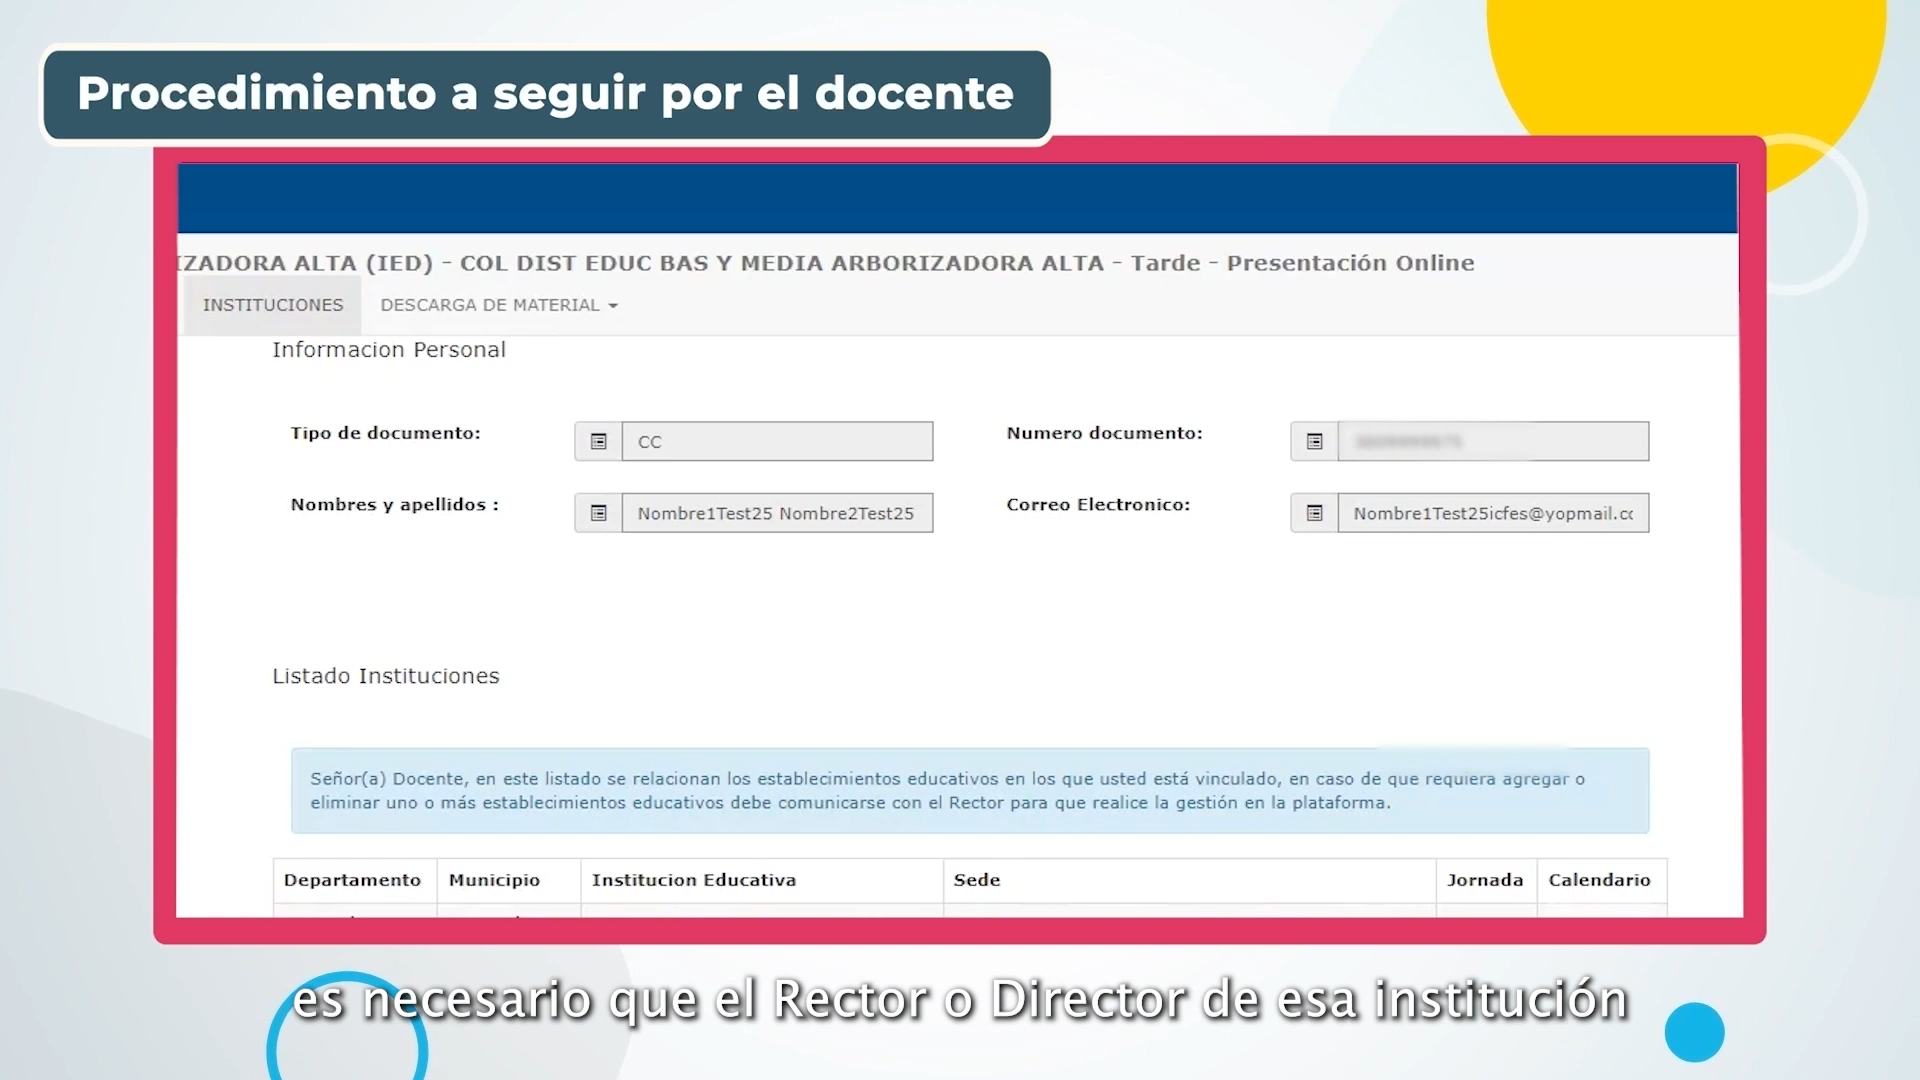 Procedimiento a seguir por el docente
IZADORA ALTA (IED) - COL DIST EDUC BAS Y MEDIA ARBORIZADORA ALTA - Tarde - Presentación Online
INSTITUCIONES DESCARGA DE MATERIAL
Informacion Personal
Tipo de documento: CC Numero documento:
Nombres y apellidos : Nombre1Test25 Nombre2Test25 Correo Electronico: Nombre1Test25icfes@yopmail.cc
Listado Instituciones
Señor(a) Docente, en este listado se relacionan los establecimientos educativos en los que usted está vinculado, en caso de que requiera agregar o
eliminar uno o más establecimientos educativos debe comunicarse con el Rector para que realice la gestión en la plataforma.
Departamento Municipio Institucion Educativa Sede Jornada Calendario
es necesario que el Rector o Director de esa institución